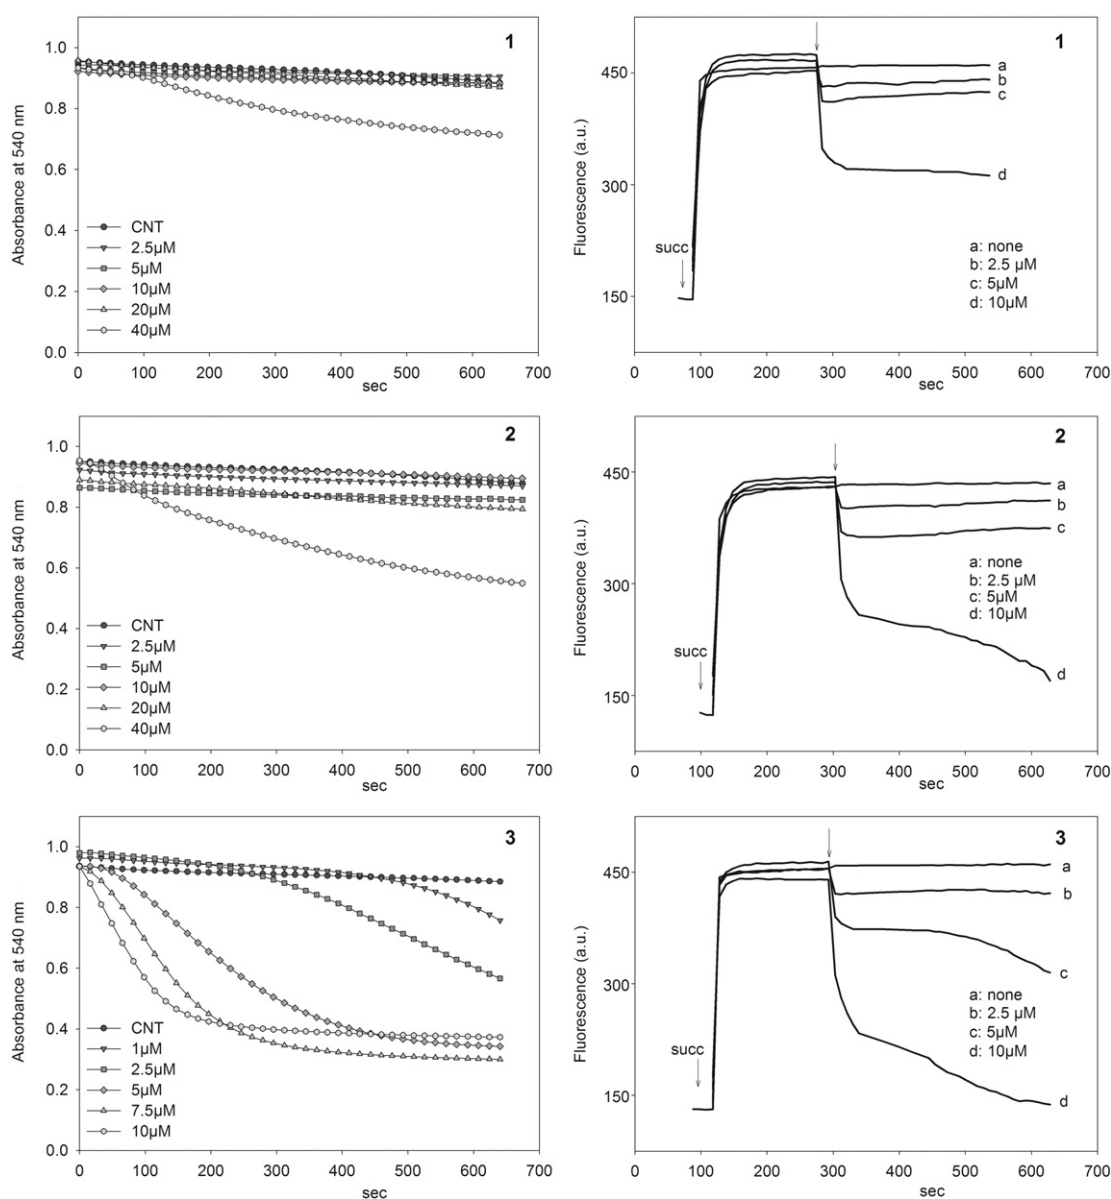 1
1.0
0.8
0.6
0.4
0.2
0.0
Absorbance at 540 nm
CNT
2.5µM
5µM
10µM
20µM
40µM
0 100 200 300 400 500 600 700
sec
1
450
300
150
Fluorescence (a.u.)
succ
a
b
c
d
a: none
b: 2.5 µM
c: 5µM
d: 10µM
0 100 200 300 400 500 600 700
sec
2
1.0
0.8
0.6
0.4
0.2
0.0
Absorbance at 540 nm
CNT
2.5µM
5µM
10µM
20µM
40µM
0 100 200 300 400 500 600 700
sec
2
450
300
150
Fluorescence (a.u.)
succ
a
b
c
d
a: none
b: 2.5 µM
c: 5µM
d: 10µM
0 100 200 300 400 500 600 700
sec
3
1.0
0.8
0.6
0.4
0.2
0.0
Absorbance at 540 nm
CNT
1µM
2.5µM
5µM
7.5µM
10µM
0 100 200 300 400 500 600 700
sec
3
450
300
150
Fluorescence (a.u.)
succ
a
b
c
d
a: none
b: 2.5 µM
c: 5µM
d: 10µM
0 100 200 300 400 500 600 700
sec